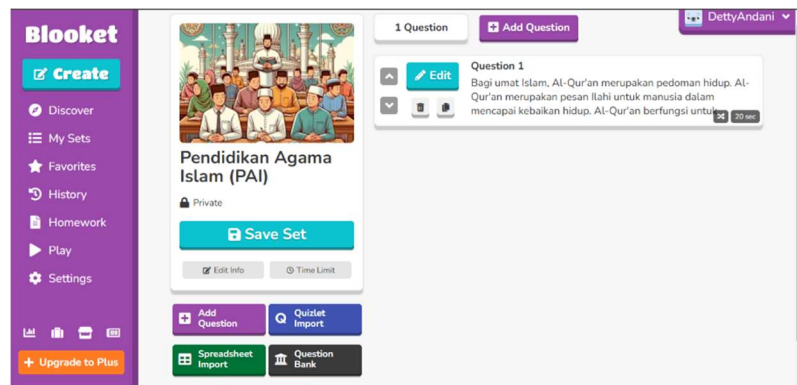 Blooket
Create
Discover
My Sets
Favorites
History
Homework
Play
Settings
Upgrade to Plus
Pendidikan Agama
Islam (PAI)
Private
Save Set
Edit Info
Time Limit
Add
Question
Quizlet
Import
Spreadsheet
Import
Question
Bank
1 Question
Add Question
DettyAndani
Edit
Question 1
Bagi umat Islam, Al-Qur'an merupakan pedoman hidup. Al-
Qur'an merupakan pesan Ilahi untuk manusia dalam
mencapai kebaikan hidup. Al-Qur'an berfungsi untuk
20 sec